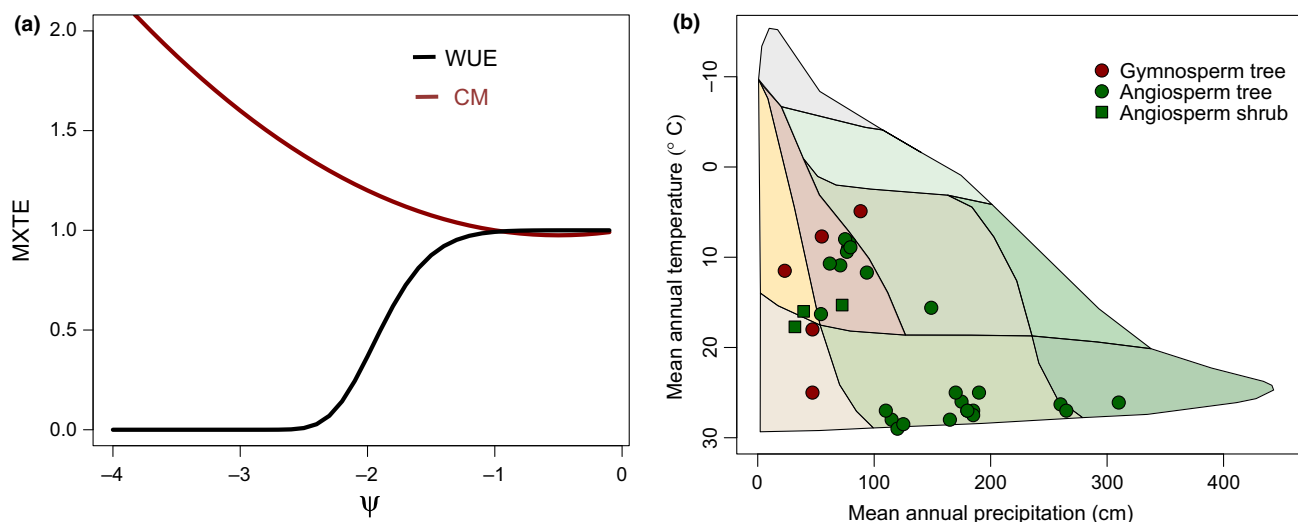 (a)
2.0
1.5
1.0
0.5
0.0
MXTE
WUE
CM
–4
–3
–2
–1
0
Ψ
(b)
–10
0
10
20
30
Mean annual temperature (° C)
Gymnosperm tree
Angiosperm tree
Angiosperm shrub
0
100
200
300
400
Mean annual precipitation (cm)